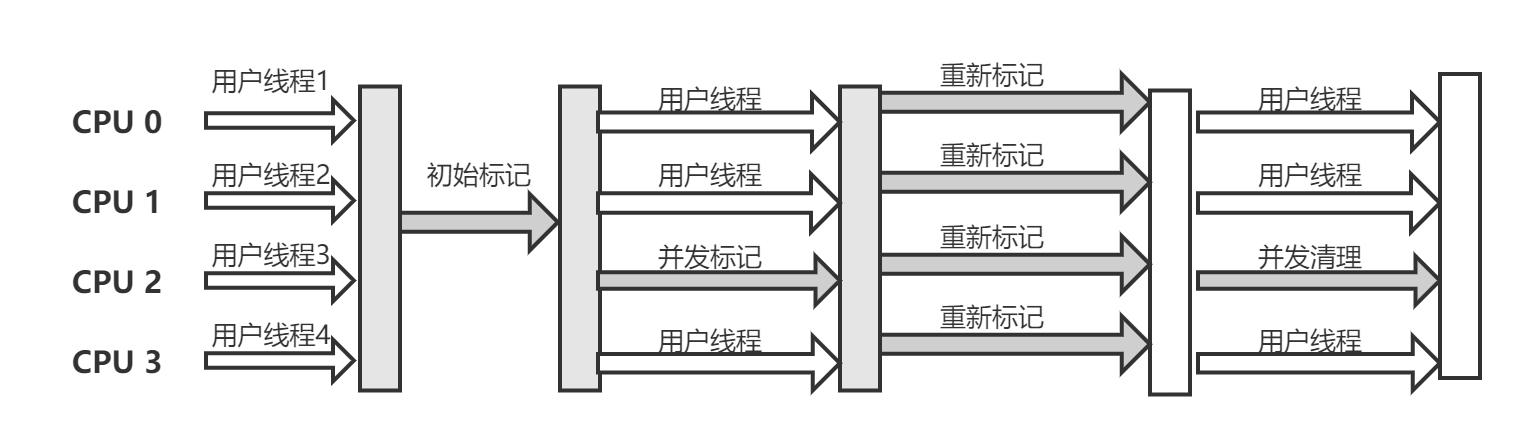 用户线程1
CPU 0
用户线程2
CPU 1
用户线程3
CPU 2
用户线程4
CPU 3
初始标记
用户线程
用户线程
并发标记
用户线程
重新标记
重新标记
重新标记
重新标记
用户线程
用户线程
并发清理
用户线程